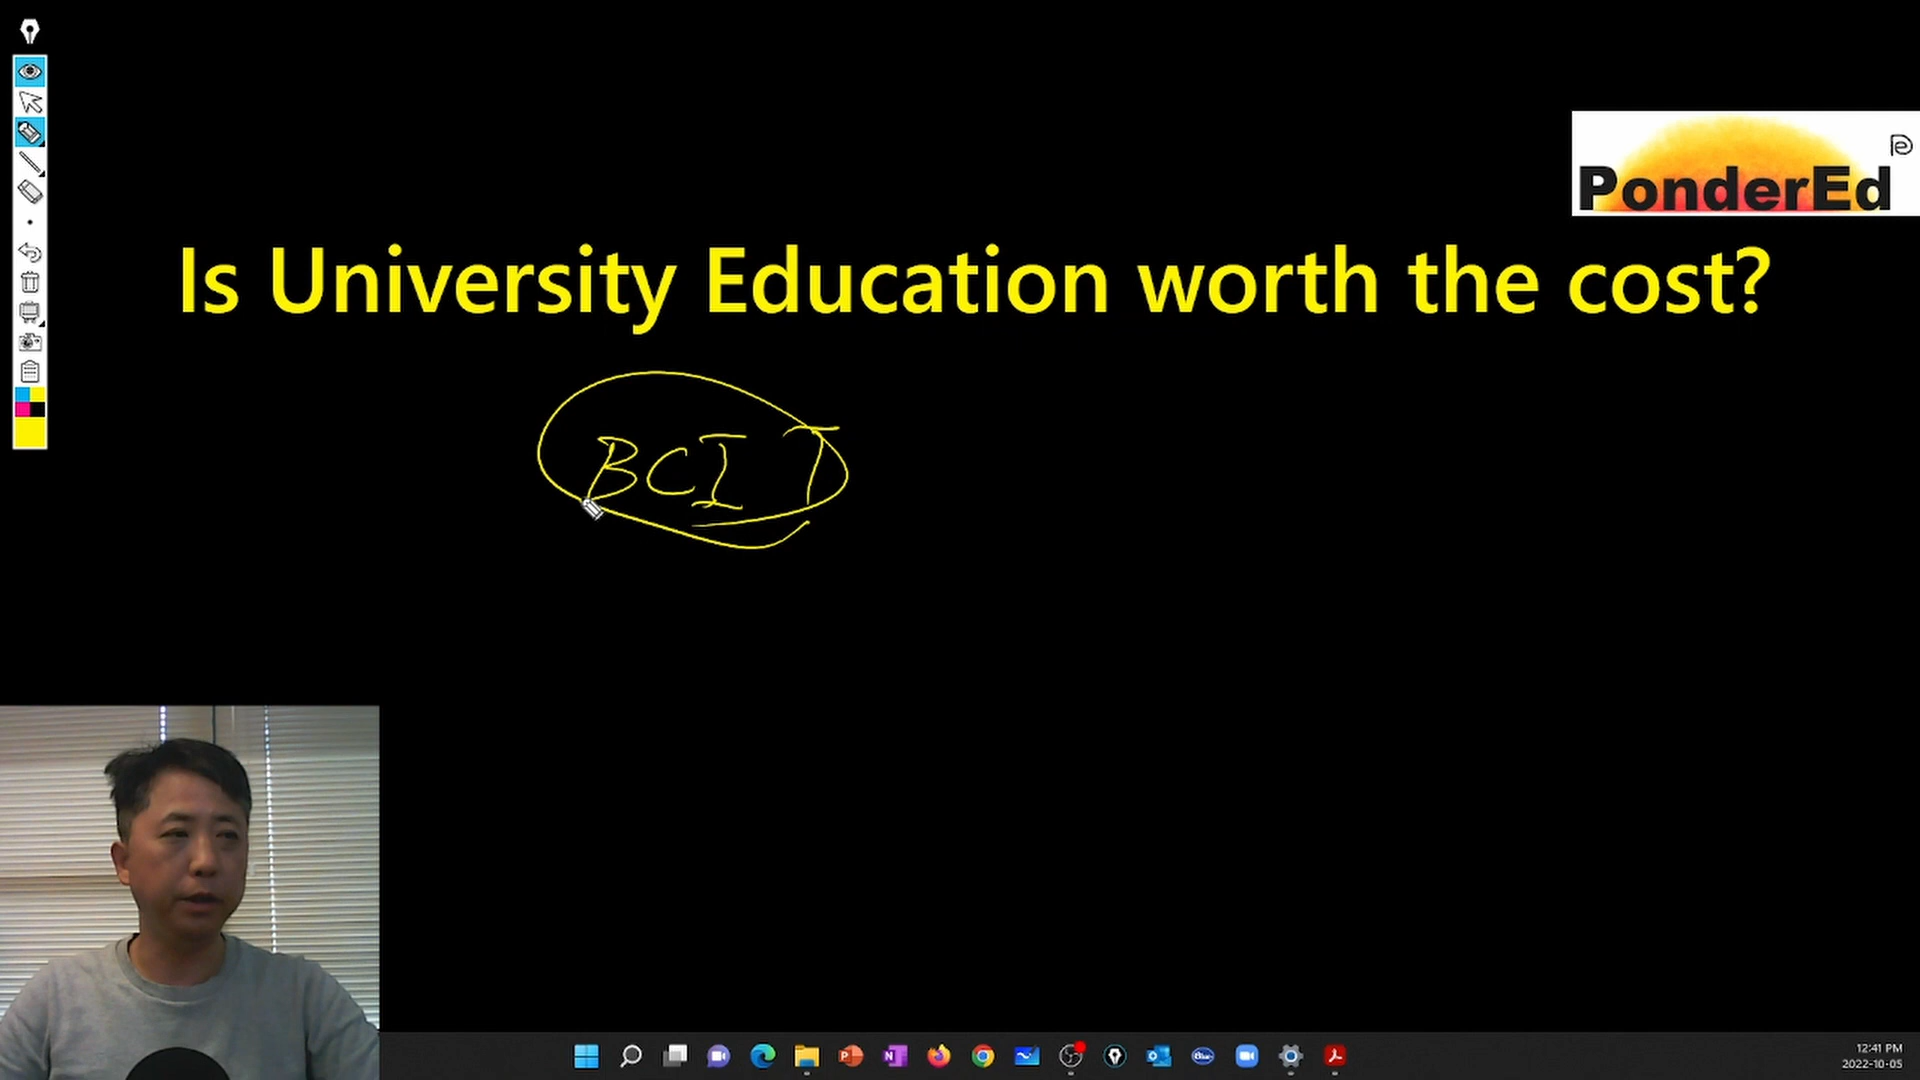 PonderEd
Is University Education worth the cost?
BCIT
12:41 PM
2022-10-05